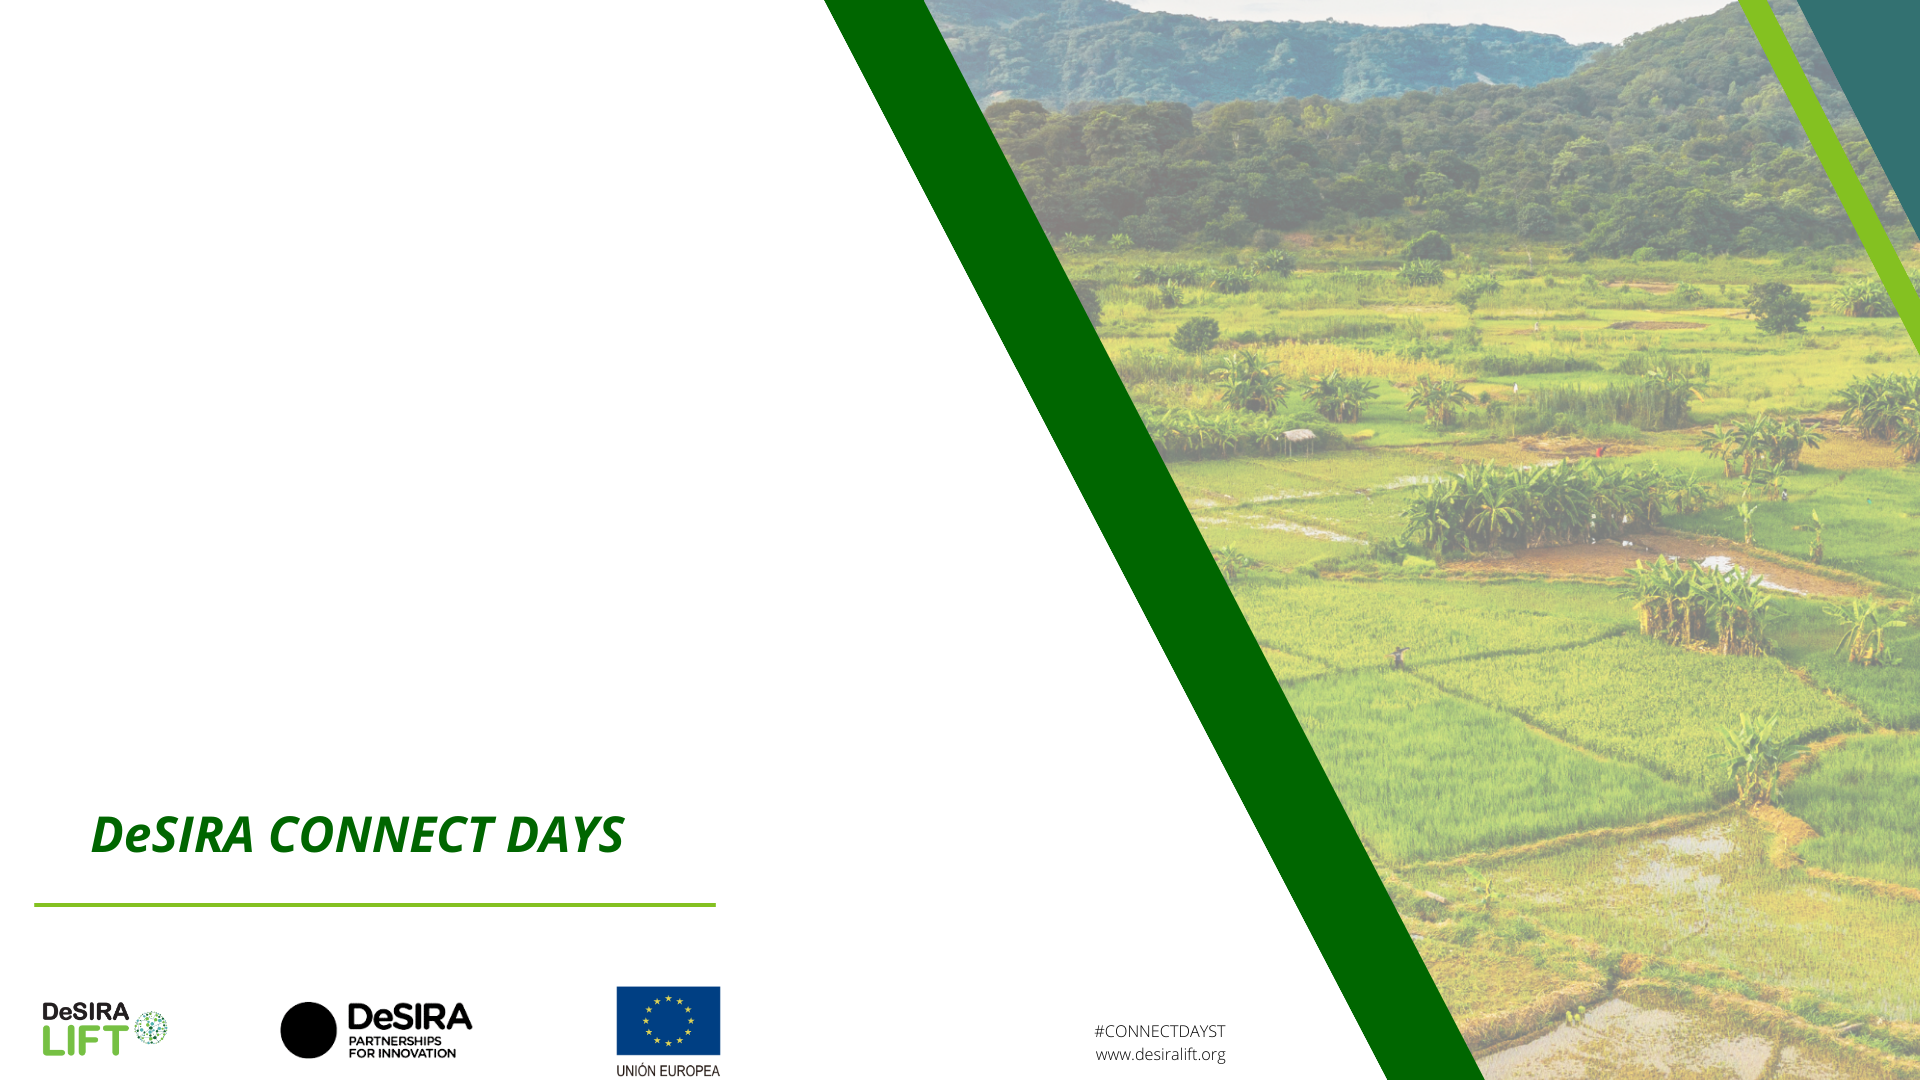 DeSIRA CONNECT DAYS
DeSIRA
LIFT
DeSIRA
PARTNERSHIPS
FOR INNOVATION
UNIÓN EUROPEA
#CONNECTDAYST
www.desiralift.org